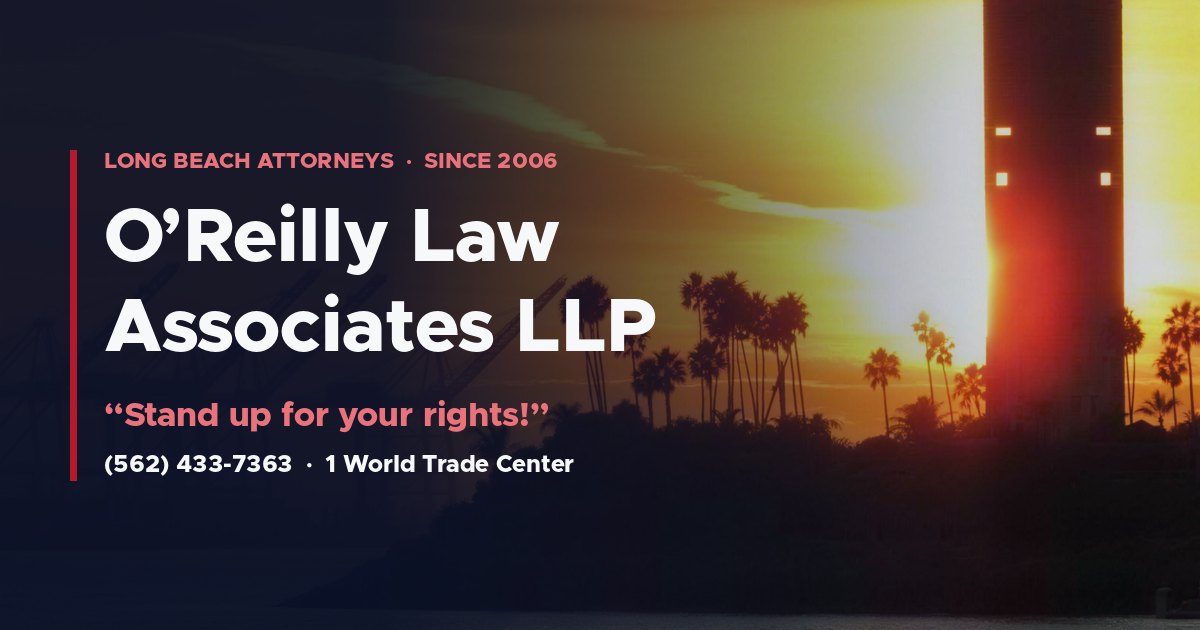 LONG BEACH ATTORNEYS · SINCE 2006
O’Reilly Law
Associates LLP
“Stand up for your rights!”
(562) 433-7363 · 1 World Trade Center